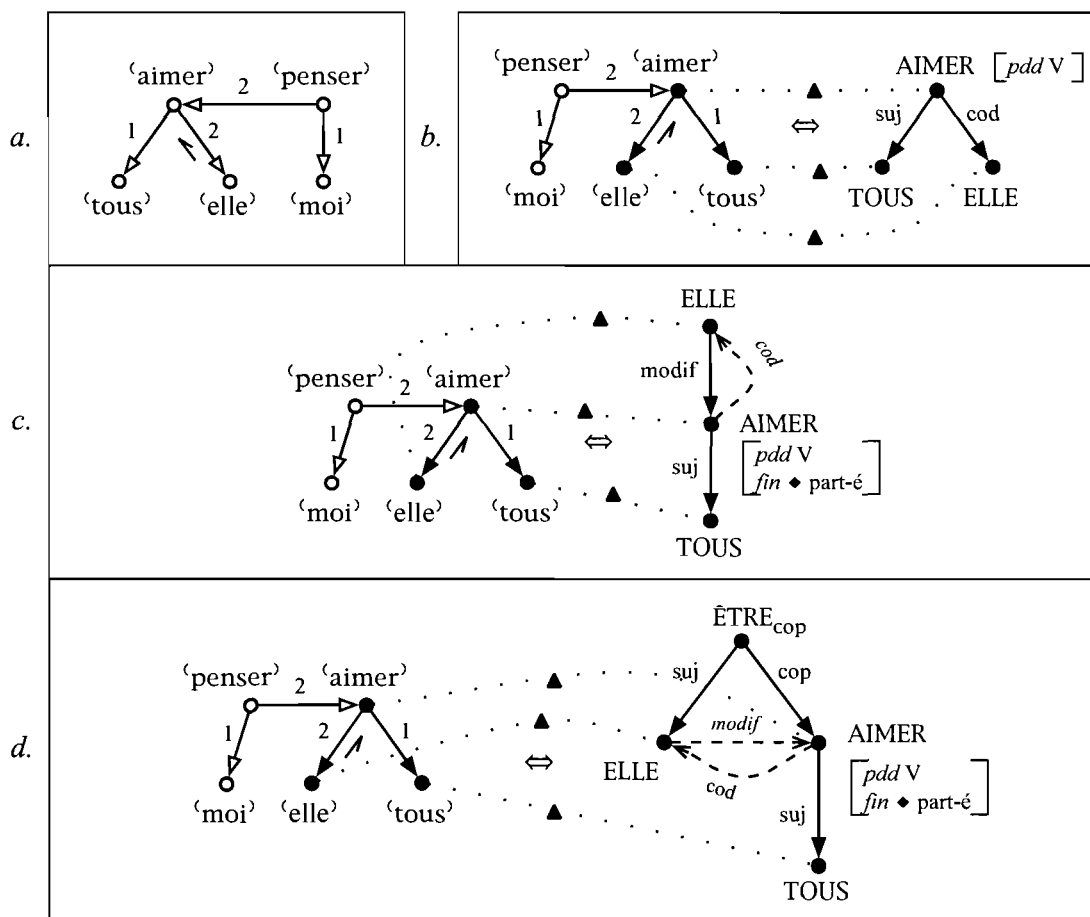 a.
‘aimer’ ‘penser’
2
1 2 1
‘tous’ ‘elle’ ‘moi’
b.
‘penser’ 2 ‘aimer’ AIMER [pdd V]
1 2 1 ⇔ suj cod
‘moi’ ‘elle’ ‘tous’ TOUS ELLE
c.
ELLE
modif cod
‘penser’ 2 ‘aimer’ AIMER
1 2 1 ⇔ suj [pdd V
fin ◆ part-é]
‘moi’ ‘elle’ ‘tous’ TOUS
d.
ÊTREcop
suj cop
‘penser’ 2 ‘aimer’ modif AIMER
1 2 1 ⇔ ELLE cod [pdd V
fin ◆ part-é]
‘moi’ ‘elle’ ‘tous’ suj
TOUS